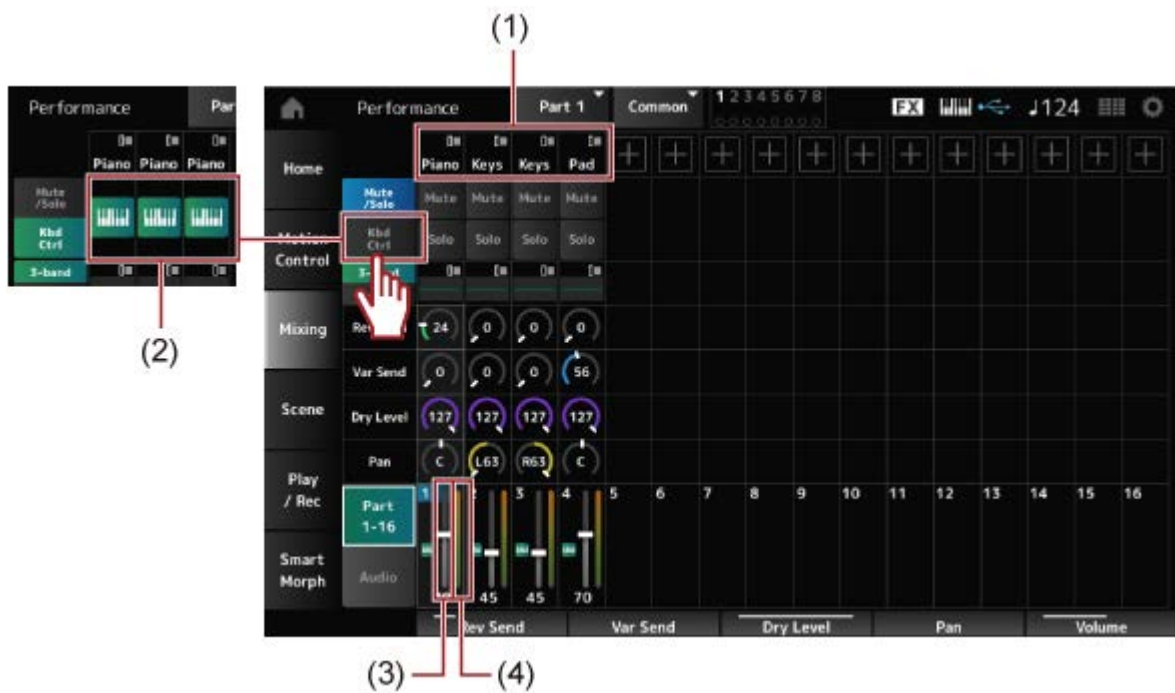 (1)
Performance Par
Piano Piano Piano
Mute
/Solo
Kbd
Ctrl
3-band
(2)
Performance Part 1 Common 1 2 3 4 5 6 7 8 FX ♩124
Home
Piano Keys Keys Pad + + + + + + + + + + + +
Mute
/Solo
Mute Mute Mute Mute
Motion
Control
Kbd
Ctrl
Solo Solo Solo Solo
Mixing
24 0 0 0
Var Send 0 0 0 56
Scene
Dry Level 127 127 127 127
Pan C L63 R63 C
Play
/ Rec
Part
1-16
1 2 3 4 5 6 7 8 9 10 11 12 13 14 15 16
Smart
Morph
Audio
45 45 70
Rev Send Var Send Dry Level Pan Volume
(3) (4)